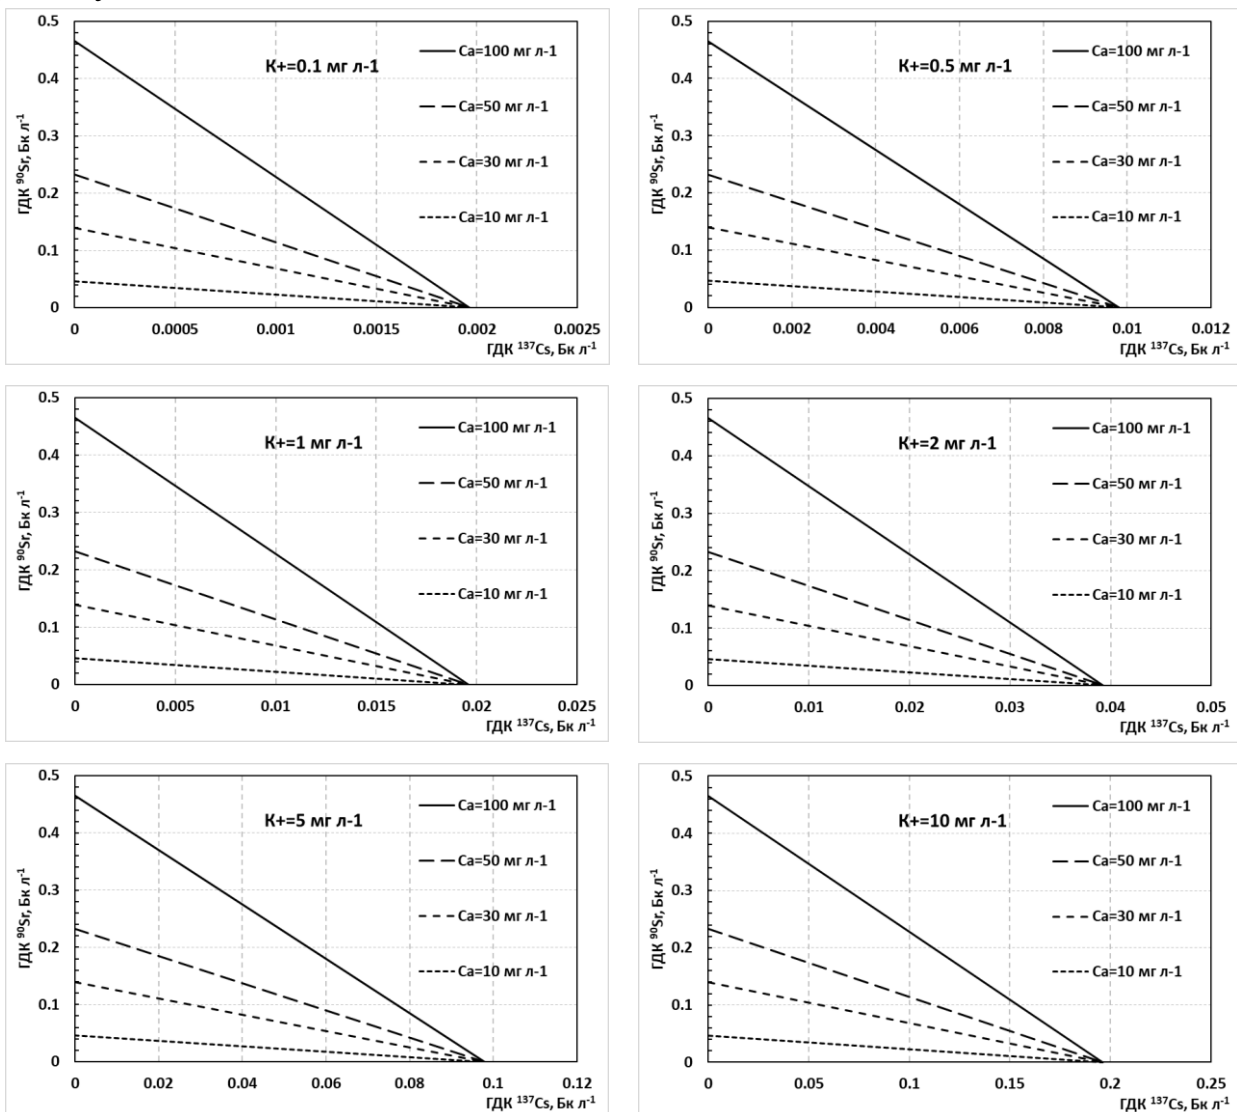 ГДК ⁹⁰Sr, Бк л⁻¹
0.5
0.4
0.3
0.2
0.1
0
K+=0.1 мг л-1
Ca=100 мг л-1
Ca=50 мг л-1
Ca=30 мг л-1
Ca=10 мг л-1
0 0.0005 0.001 0.0015 0.002 0.0025
ГДК ¹³⁷Cs, Бк л⁻¹
ГДК ⁹⁰Sr, Бк л⁻¹
0.5
0.4
0.3
0.2
0.1
0
K+=0.5 мг л-1
Ca=100 мг л-1
Ca=50 мг л-1
Ca=30 мг л-1
Ca=10 мг л-1
0 0.002 0.004 0.006 0.008 0.01 0.012
ГДК ¹³⁷Cs, Бк л⁻¹
ГДК ⁹⁰Sr, Бк л⁻¹
0.5
0.4
0.3
0.2
0.1
0
K+=1 мг л-1
Ca=100 мг л-1
Ca=50 мг л-1
Ca=30 мг л-1
Ca=10 мг л-1
0 0.005 0.01 0.015 0.02 0.025
ГДК ¹³⁷Cs, Бк л⁻¹
ГДК ⁹⁰Sr, Бк л⁻¹
0.5
0.4
0.3
0.2
0.1
0
K+=2 мг л-1
Ca=100 мг л-1
Ca=50 мг л-1
Ca=30 мг л-1
Ca=10 мг л-1
0 0.01 0.02 0.03 0.04 0.05
ГДК ¹³⁷Cs, Бк л⁻¹
ГДК ⁹⁰Sr, Бк л⁻¹
0.5
0.4
0.3
0.2
0.1
0
K+=5 мг л-1
Ca=100 мг л-1
Ca=50 мг л-1
Ca=30 мг л-1
Ca=10 мг л-1
0 0.02 0.04 0.06 0.08 0.1 0.12
ГДК ¹³⁷Cs, Бк л⁻¹
ГДК ⁹⁰Sr, Бк л⁻¹
0.5
0.4
0.3
0.2
0.1
0
K+=10 мг л-1
Ca=100 мг л-1
Ca=50 мг л-1
Ca=30 мг л-1
Ca=10 мг л-1
0 0.05 0.1 0.15 0.2 0.25
ГДК ¹³⁷Cs, Бк л⁻¹